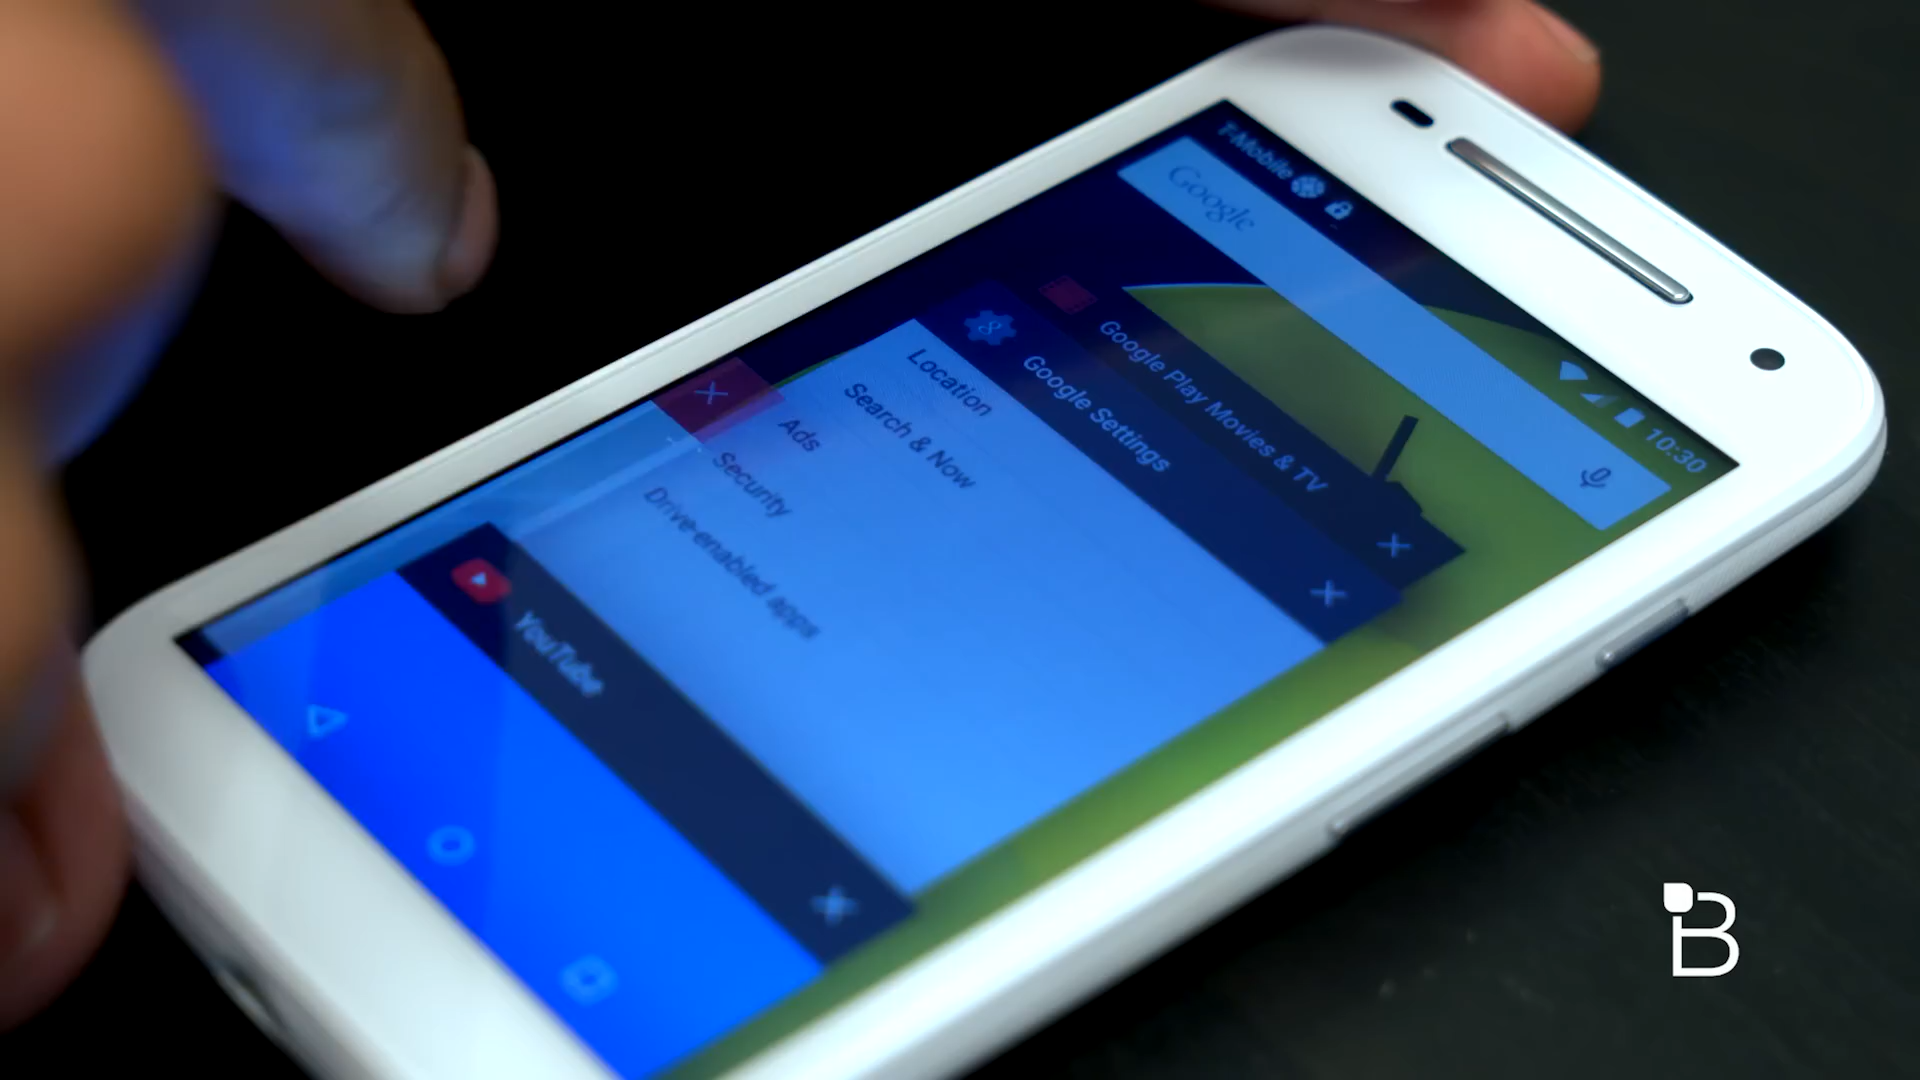 T-Mobile
10:30
Google
Google Play Movies & TV
Google Settings
Location
Search & Now
Ads
Security
Drive-enabled apps
YouTube
B